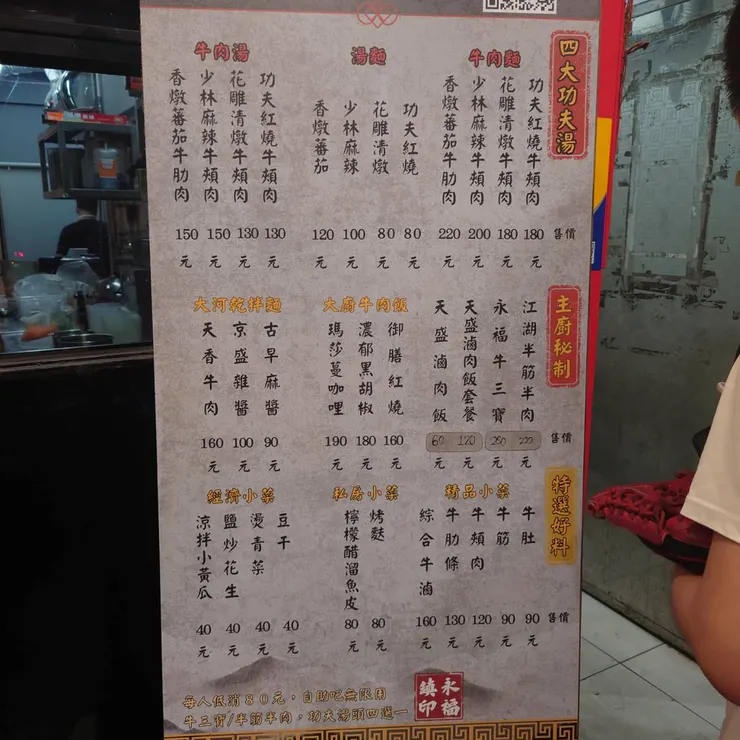 四大功夫湯
牛肉麵
功夫紅燒牛頰肉
花雕清燉牛頰肉
少林麻辣牛頰肉
香燉蕃茄牛肋肉
售價
180元
180元
200元
220元
湯麵
功夫紅燒
花雕清燉
少林麻辣
香燉蕃茄
80元
80元
100元
120元
牛肉湯
功夫紅燒牛頰肉
花雕清燉牛頰肉
少林麻辣牛頰肉
香燉蕃茄牛肋肉
130元
130元
150元
150元
主廚秘制
江湖半筋半肉
永福牛三寶
天盛滷肉飯套餐
天盛滷肉飯
售價
220元
250元
120元
60元
大廚牛肉飯
御膳紅燒
濃郁黑胡椒
瑪莎蔓咖哩
160元
180元
190元
大河乾拌麵
古早麻醬
京盛雜醬
天香牛肉
90元
100元
160元
特選好料
精品小菜
牛肚
牛筋
牛頰肉
牛肋條
綜合牛滷
售價
90元
90元
120元
130元
160元
私房小菜
烤麩
檸檬醋溜魚皮
80元
80元
經濟小菜
豆干
燙青菜
鹽炒花生
涼拌小黃瓜
40元
40元
40元
40元
每人低消80元，自助吧無限用
牛三寶/半筋半肉，功夫湯頭四選一
永福
鎮印